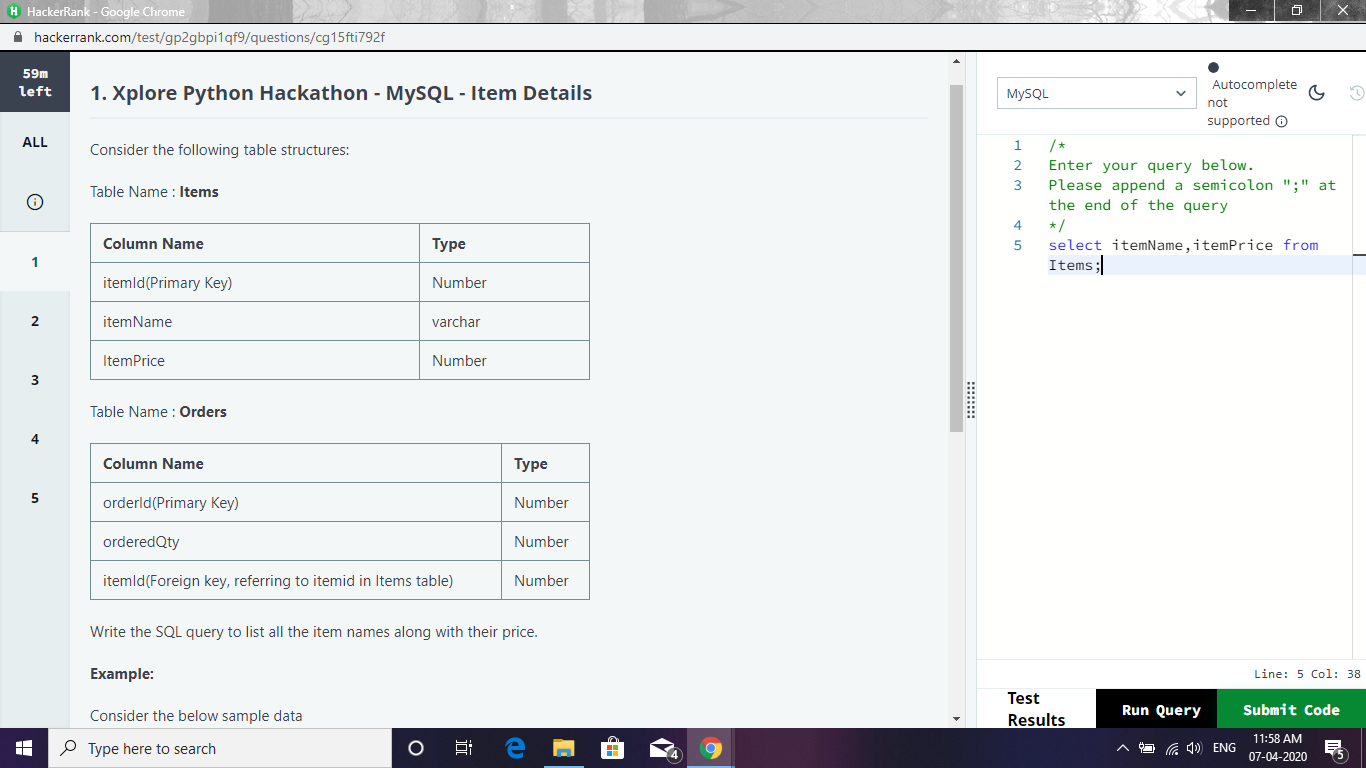 HackerRank - Google Chrome
hackerrank.com/test/gp2gbpi1qf9/questions/cg15fti792f
59m
left
ALL
1
2
3
4
5
1. Xplore Python Hackathon - MySQL - Item Details
Consider the following table structures:
Table Name : Items
Column Name Type
itemId(Primary Key) Number
itemName varchar
ItemPrice Number
Table Name : Orders
Column Name Type
orderId(Primary Key) Number
orderedQty Number
itemId(Foreign key, referring to itemid in Items table) Number
Write the SQL query to list all the item names along with their price.
Example:
Consider the below sample data
MySQL
Autocomplete
not
supported
1 /*
2 Enter your query below.
3 Please append a semicolon ";" at
the end of the query
4 */
5 select itemName,itemPrice from
Items;
Line: 5 Col: 38
Test
Results
Run Query
Submit Code
Type here to search
4
ENG
11:58 AM
07-04-2020
5